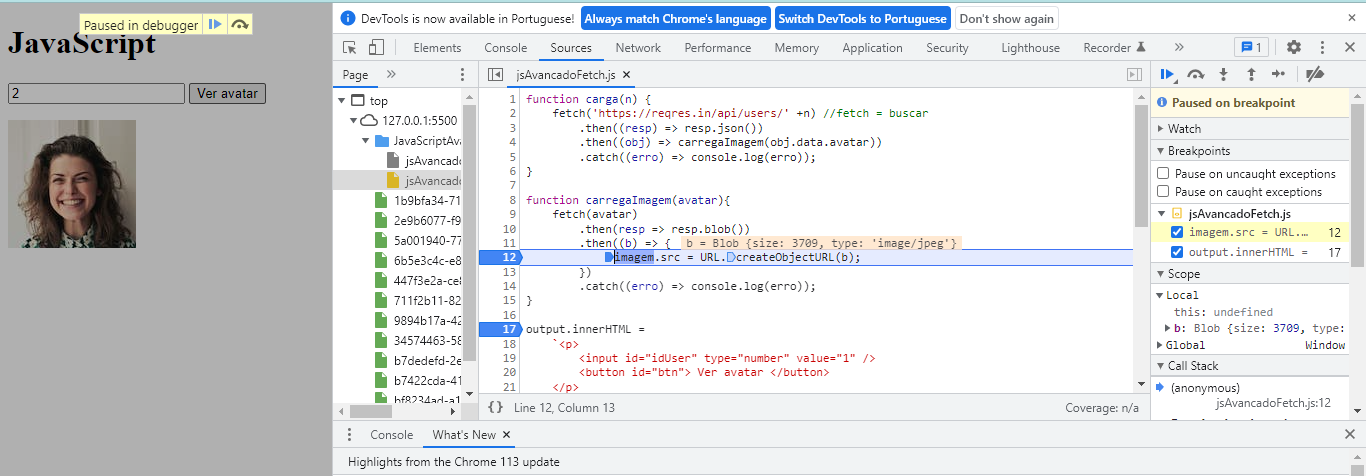 Paused in debugger
JavaScript
2 Ver avatar
DevTools is now available in Portuguese! Always match Chrome's language Switch DevTools to Portuguese Don't show again
Elements Console Sources Network Performance Memory Application Security Lighthouse Recorder 1
Page
top
127.0.0.1:5500
JavaScriptAva
jsAvancado
jsAvancado
1b9bfa34-71
2e9b6077-f9
5a001940-77
6b5e3c4c-e8
447f3e2a-ce8
711f2b11-82
9894b17a-42
34574463-58
b7dedefd-2e
b7422cda-41
bf8234ad-a1
jsAvancadoFetch.js
1 function carga(n) {
2 fetch('https://reqres.in/api/users/' +n) //fetch = buscar
3 .then((resp) => resp.json())
4 .then((obj) => carregaImagem(obj.data.avatar))
5 .catch((erro) => console.log(erro));
6 }
7
8 function carregaImagem(avatar){
9 fetch(avatar)
10 .then(resp => resp.blob())
11 .then((b) => { b = Blob {size: 3709, type: 'image/jpeg'}
12 imagem.src = URL.createObjectURL(b);
13 })
14 .catch((erro) => console.log(erro));
15 }
16
17 output.innerHTML =
18 `<p>
19 <input id="idUser" type="number" value="1" />
20 <button id="btn"> Ver avatar </button>
21 </p>
{} Line 12, Column 13 Coverage: n/a
Paused on breakpoint
Watch
Breakpoints
Pause on uncaught exceptions
Pause on caught exceptions
jsAvancadoFetch.js
imagem.src = URL.… 12
output.innerHTML = 17
Scope
Local
this: undefined
b: Blob {size: 3709, type:
Global Window
Call Stack
(anonymous)
jsAvancadoFetch.js:12
Console What's New
Highlights from the Chrome 113 update